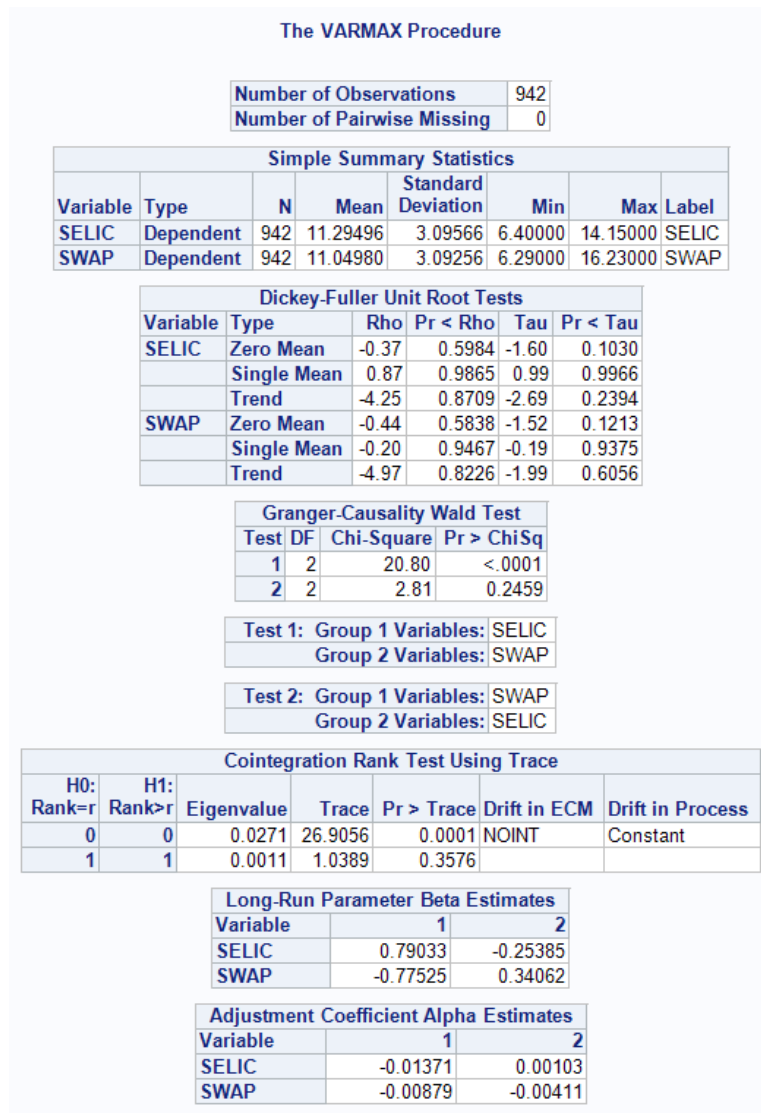 The VARMAX Procedure
Number of Observations 942
Number of Pairwise Missing 0
Simple Summary Statistics
Variable Type N Mean Standard Deviation Min Max Label
SELIC Dependent 942 11.29496 3.09566 6.40000 14.15000 SELIC
SWAP Dependent 942 11.04980 3.09256 6.29000 16.23000 SWAP
Dickey-Fuller Unit Root Tests
Variable Type Rho Pr < Rho Tau Pr < Tau
SELIC Zero Mean -0.37 0.5984 -1.60 0.1030
Single Mean 0.87 0.9865 0.99 0.9966
Trend -4.25 0.8709 -2.69 0.2394
SWAP Zero Mean -0.44 0.5838 -1.52 0.1213
Single Mean -0.20 0.9467 -0.19 0.9375
Trend -4.97 0.8226 -1.99 0.6056
Granger-Causality Wald Test
Test DF Chi-Square Pr > ChiSq
1 2 20.80 <.0001
2 2 2.81 0.2459
Test 1: Group 1 Variables: SELIC
Group 2 Variables: SWAP
Test 2: Group 1 Variables: SWAP
Group 2 Variables: SELIC
Cointegration Rank Test Using Trace
H0: Rank=r H1: Rank>r Eigenvalue Trace Pr > Trace Drift in ECM Drift in Process
0 0 0.0271 26.9056 0.0001 NOINT Constant
1 1 0.0011 1.0389 0.3576
Long-Run Parameter Beta Estimates
Variable 1 2
SELIC 0.79033 -0.25385
SWAP -0.77525 0.34062
Adjustment Coefficient Alpha Estimates
Variable 1 2
SELIC -0.01371 0.00103
SWAP -0.00879 -0.00411